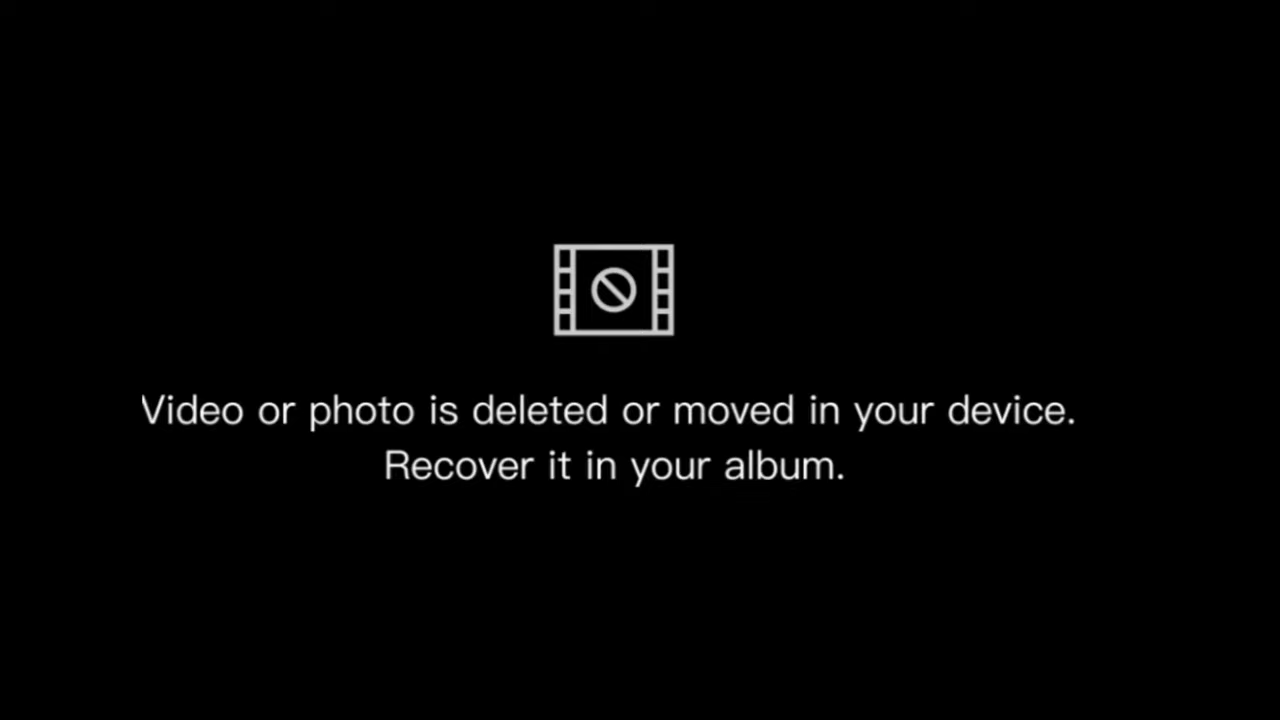 Video or photo is deleted or moved in your device.
Recover it in your album.